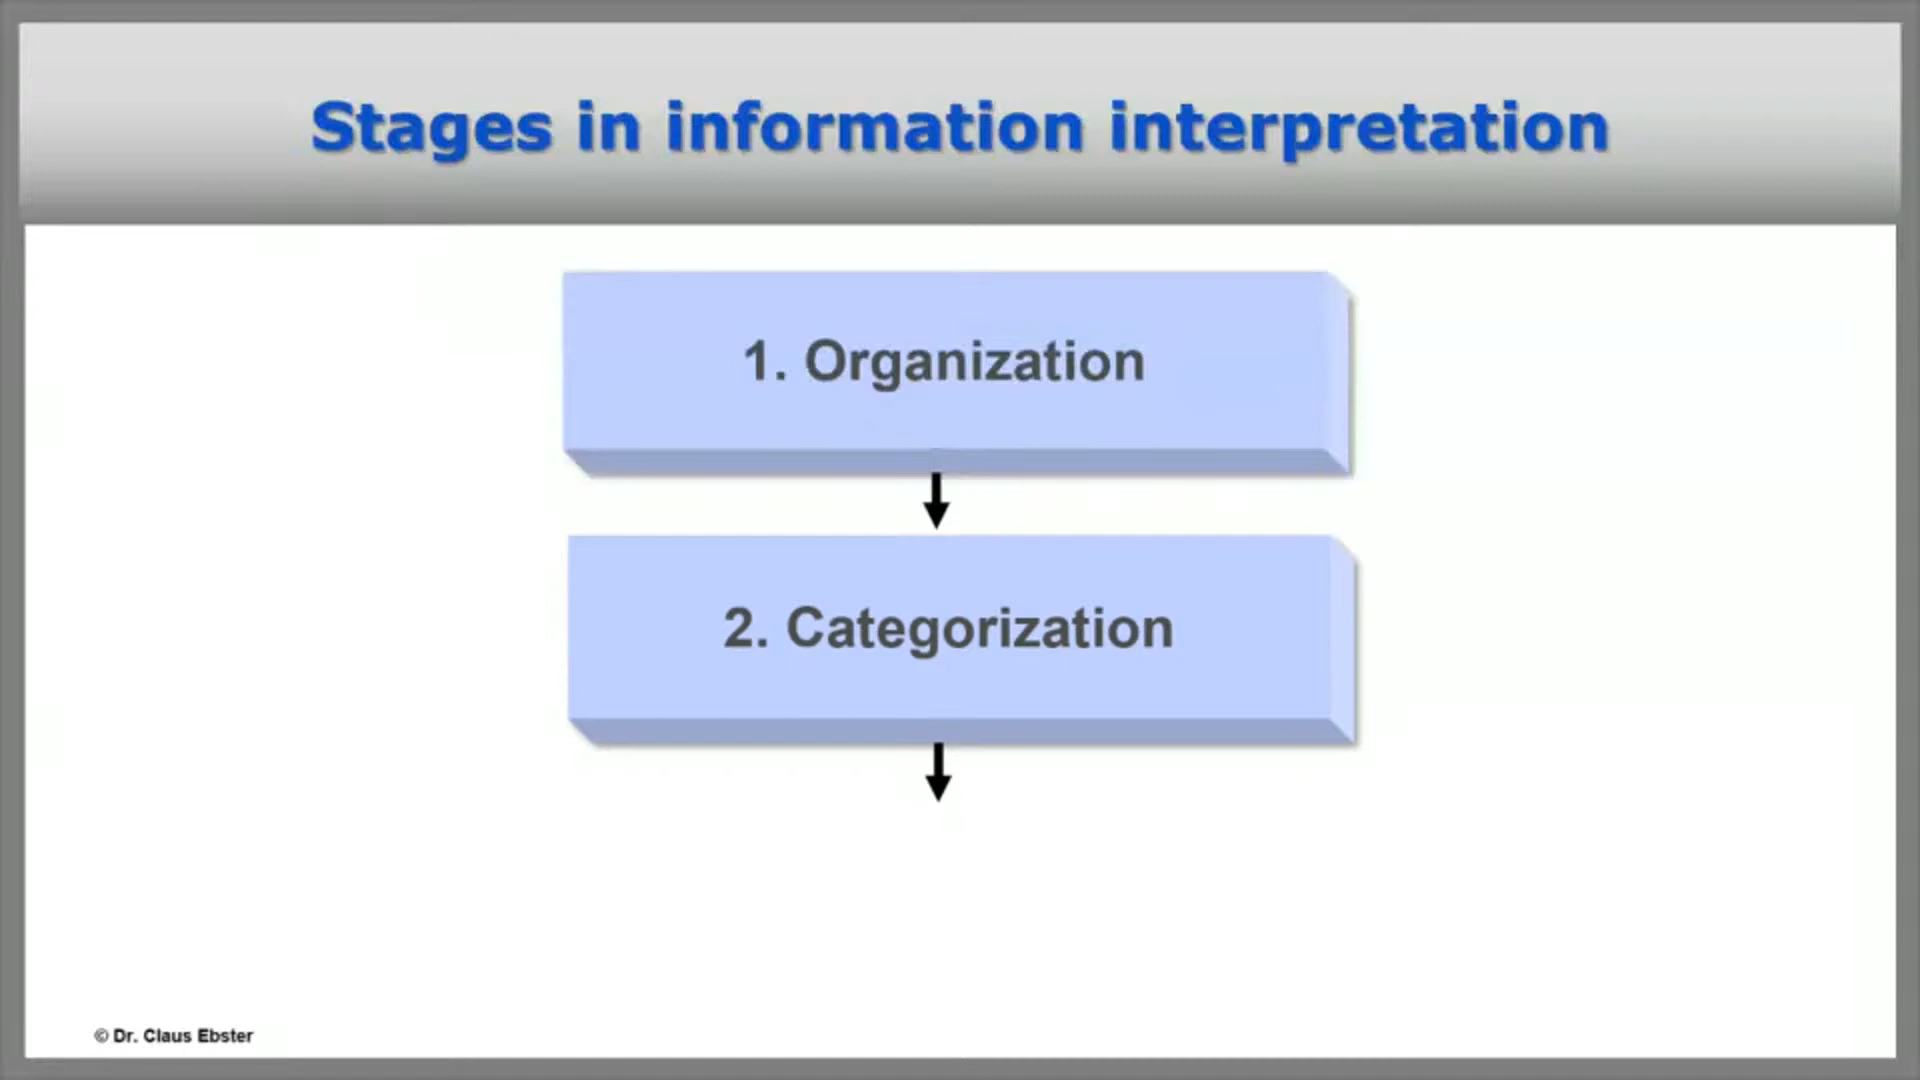 Stages in information interpretation
1. Organization
2. Categorization
© Dr. Claus Ebster